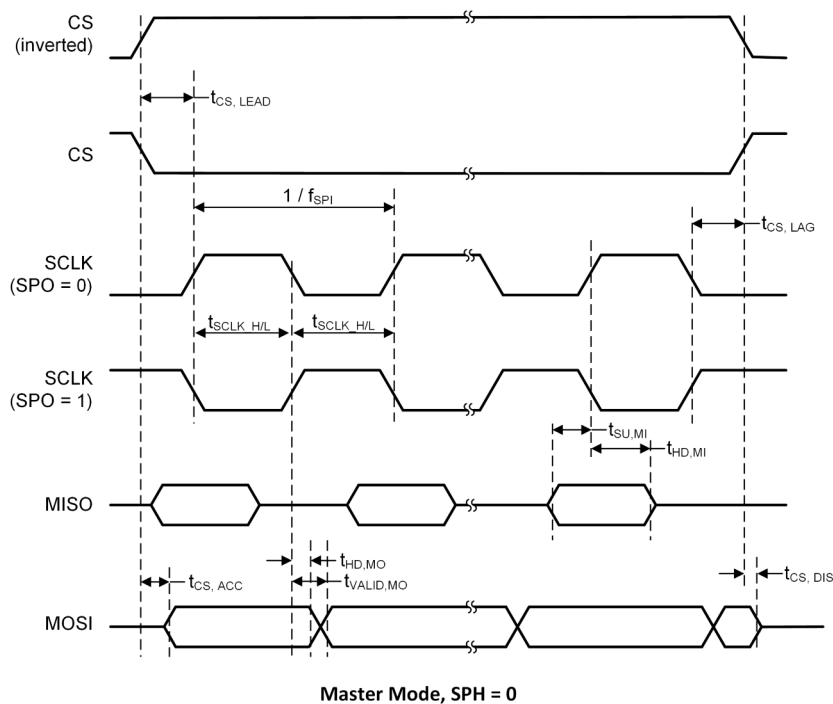 CS
(inverted)
tCS, LEAD
CS
1 / fSPI
tCS, LAG
SCLK
(SPO = 0)
tSCLK_H/L
tSCLK_H/L
SCLK
(SPO = 1)
tSU,MI
tHD,MI
MISO
tHD,MO
tCS, ACC
tVALID,MO
tCS, DIS
MOSI
Master Mode, SPH = 0